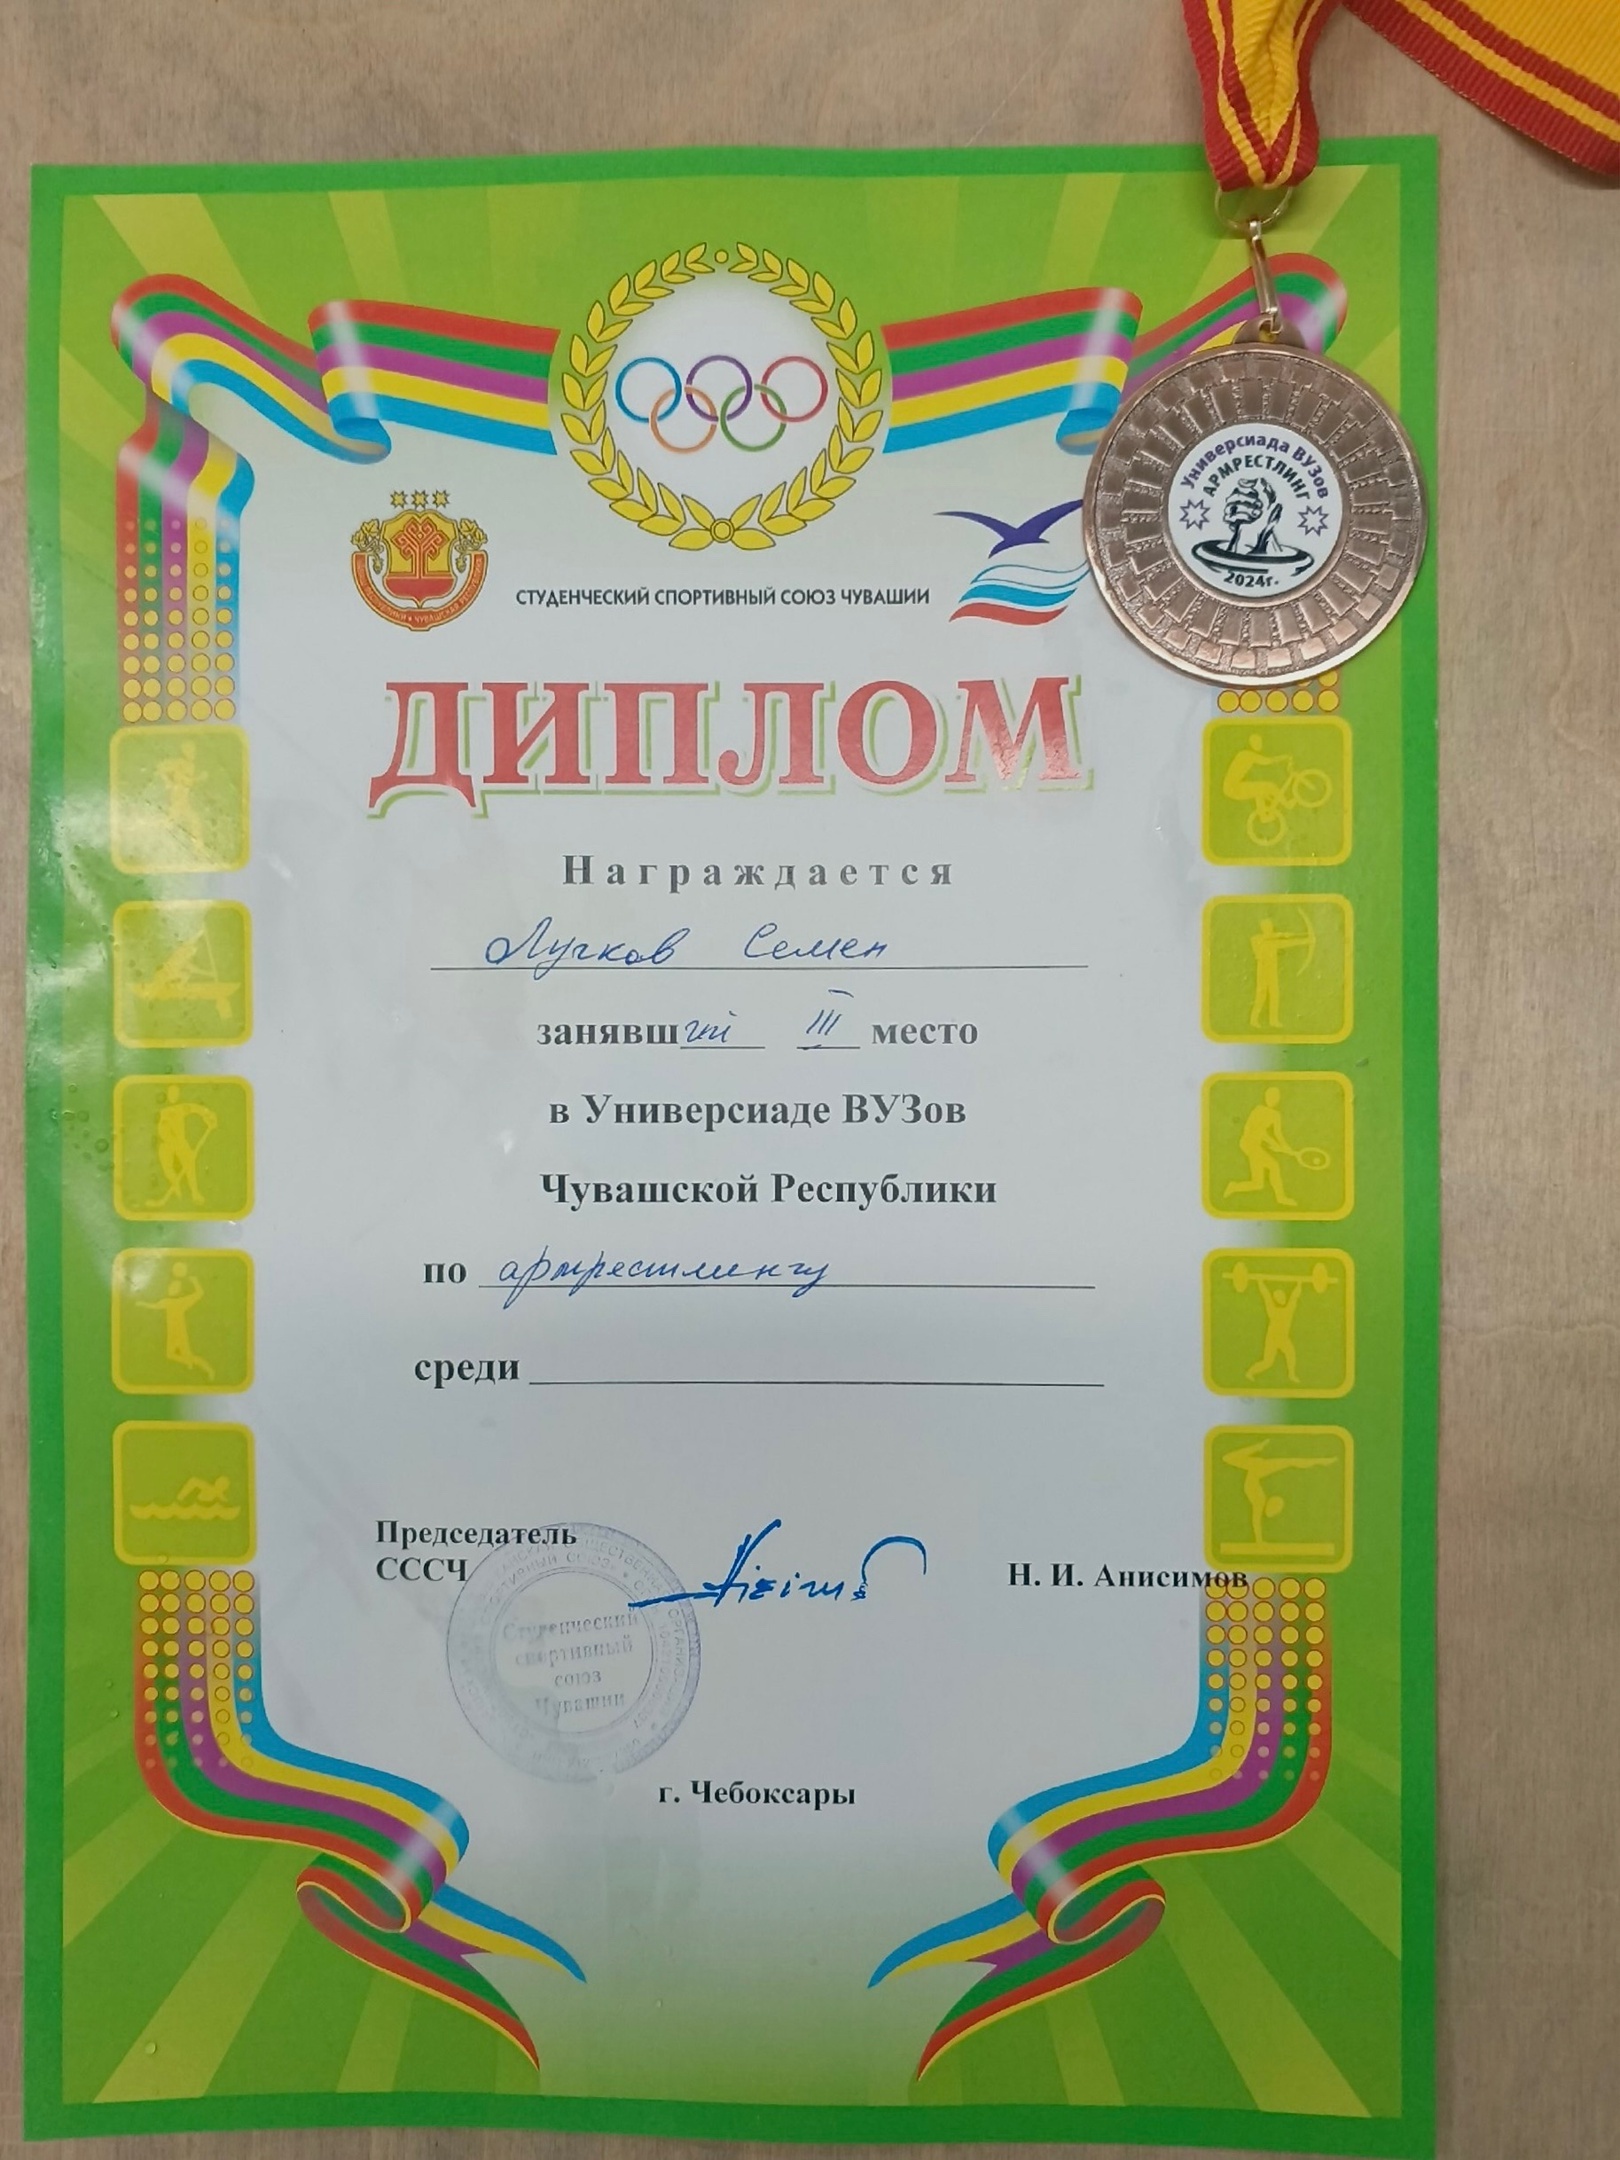 Универсиада ВУЗов
АРМРЕСТЛИНГ
2024г.
СТУДЕНЧЕСКИЙ СПОРТИВНЫЙ СОЮЗ ЧУВАШИИ
ДИПЛОМ
Награждается
Лучков Семен
занявший III место
в Универсиаде ВУЗов
Чувашской Республики
по армрестлингу
среди
Председатель
СССЧ
Н. И. Анисимов
Студенческий
спортивный
союз
Чувашии
г. Чебоксары